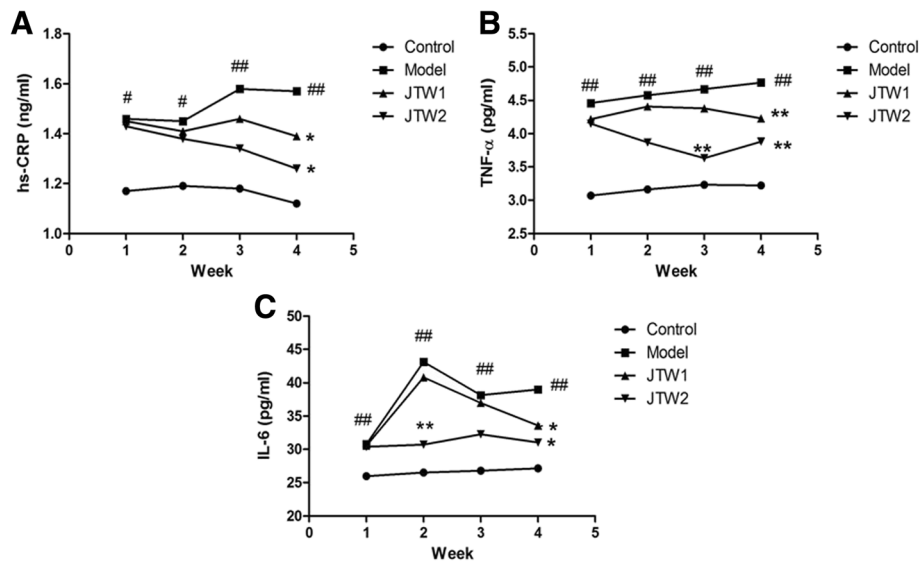 A
hs-CRP (ng/ml)
1.8
1.6
1.4
1.2
1.0
#
#
##
##
*
*
0 1 2 3 4 5
Week
Control
Model
JTW1
JTW2
B
TNF-α (pg/ml)
5.5
5.0
4.5
4.0
3.5
3.0
2.5
##
##
##
##
**
**
**
0 1 2 3 4 5
Week
Control
Model
JTW1
JTW2
C
IL-6 (pg/ml)
50
45
40
35
30
25
20
##
##
##
##
**
*
*
0 1 2 3 4 5
Week
Control
Model
JTW1
JTW2